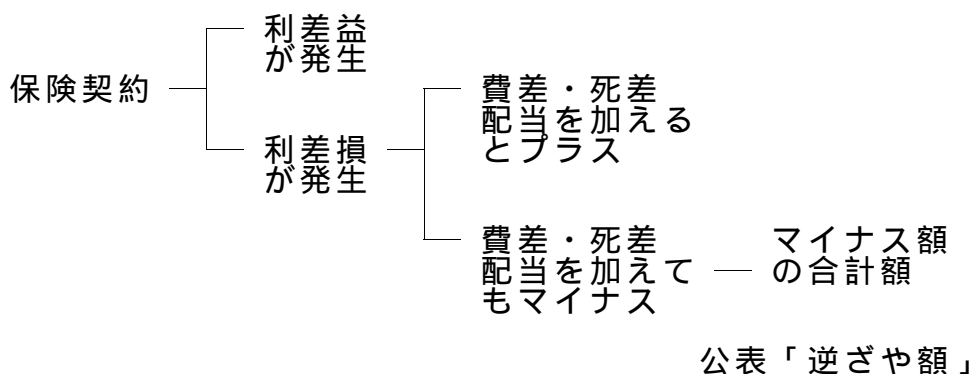 保険契約
利差益
が発生
利差損
が発生
費差・死差
配当を加える
とプラス
費差・死差
配当を加えて
もマイナス
マイナス額
の合計額
公表「逆ざや額」